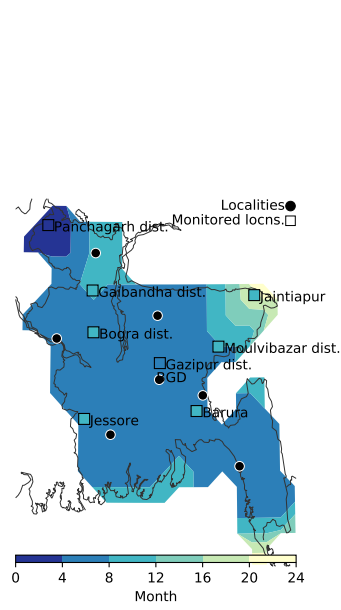 Localities
Monitored locns.
Panchagarh dist.
Gaibandha dist.
Jaintiapur
Bogra dist.
Moulvibazar dist.
Gazipur dist.
BGD
Barura
Jessore
0 4 8 12 16 20 24
Month